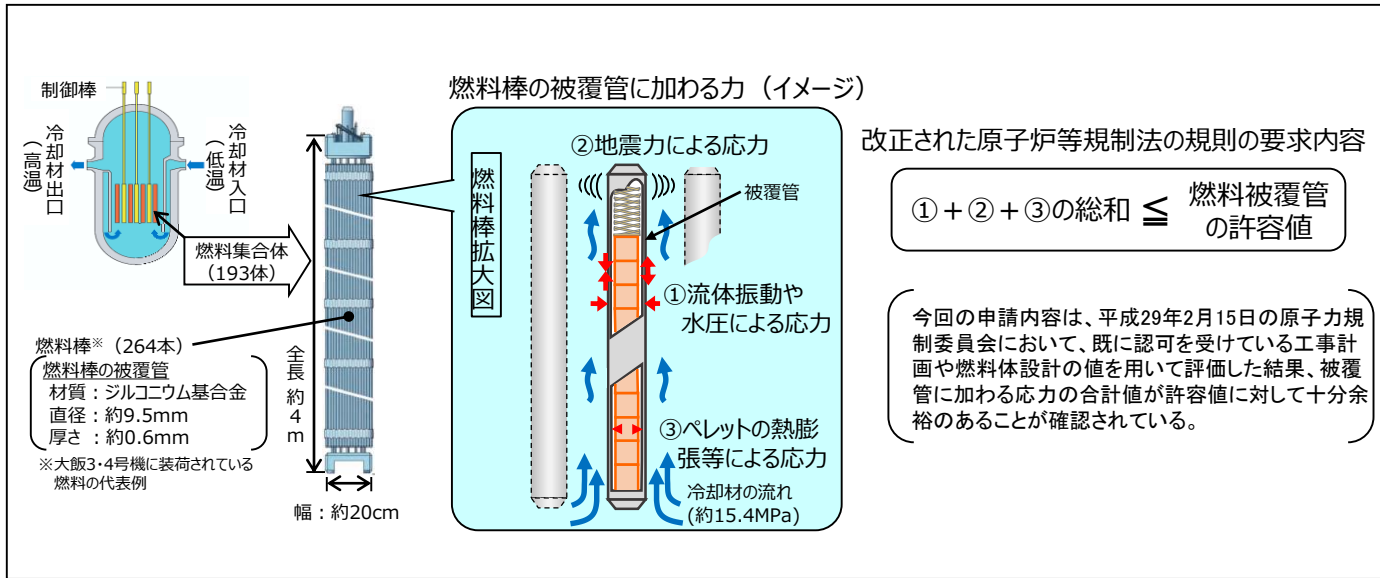 制御棒
冷却材出口
（高温）
冷却材入口
（低温）
燃料集合体
（193体）
燃料棒※（264本）
燃料棒の被覆管
材質：ジルコニウム基合金
直径：約9.5mm
厚さ：約0.6mm
※大飯3・4号機に装荷されている
燃料の代表例
全長 約4m
幅：約20cm
燃料棒の被覆管に加わる力（イメージ）
燃料棒拡大図
②地震力による応力
被覆管
①流体振動や
水圧による応力
③ペレットの熱膨
張等による応力
冷却材の流れ
(約15.4MPa)
改正された原子炉等規制法の規則の要求内容
①＋②＋③の総和 ≦ 燃料被覆管
の許容値
今回の申請内容は、平成29年2月15日の原子力規
制委員会において、既に認可を受けている工事計
画や燃料体設計の値を用いて評価した結果、被覆
管に加わる応力の合計値が許容値に対して十分余
裕のあることが確認されている。